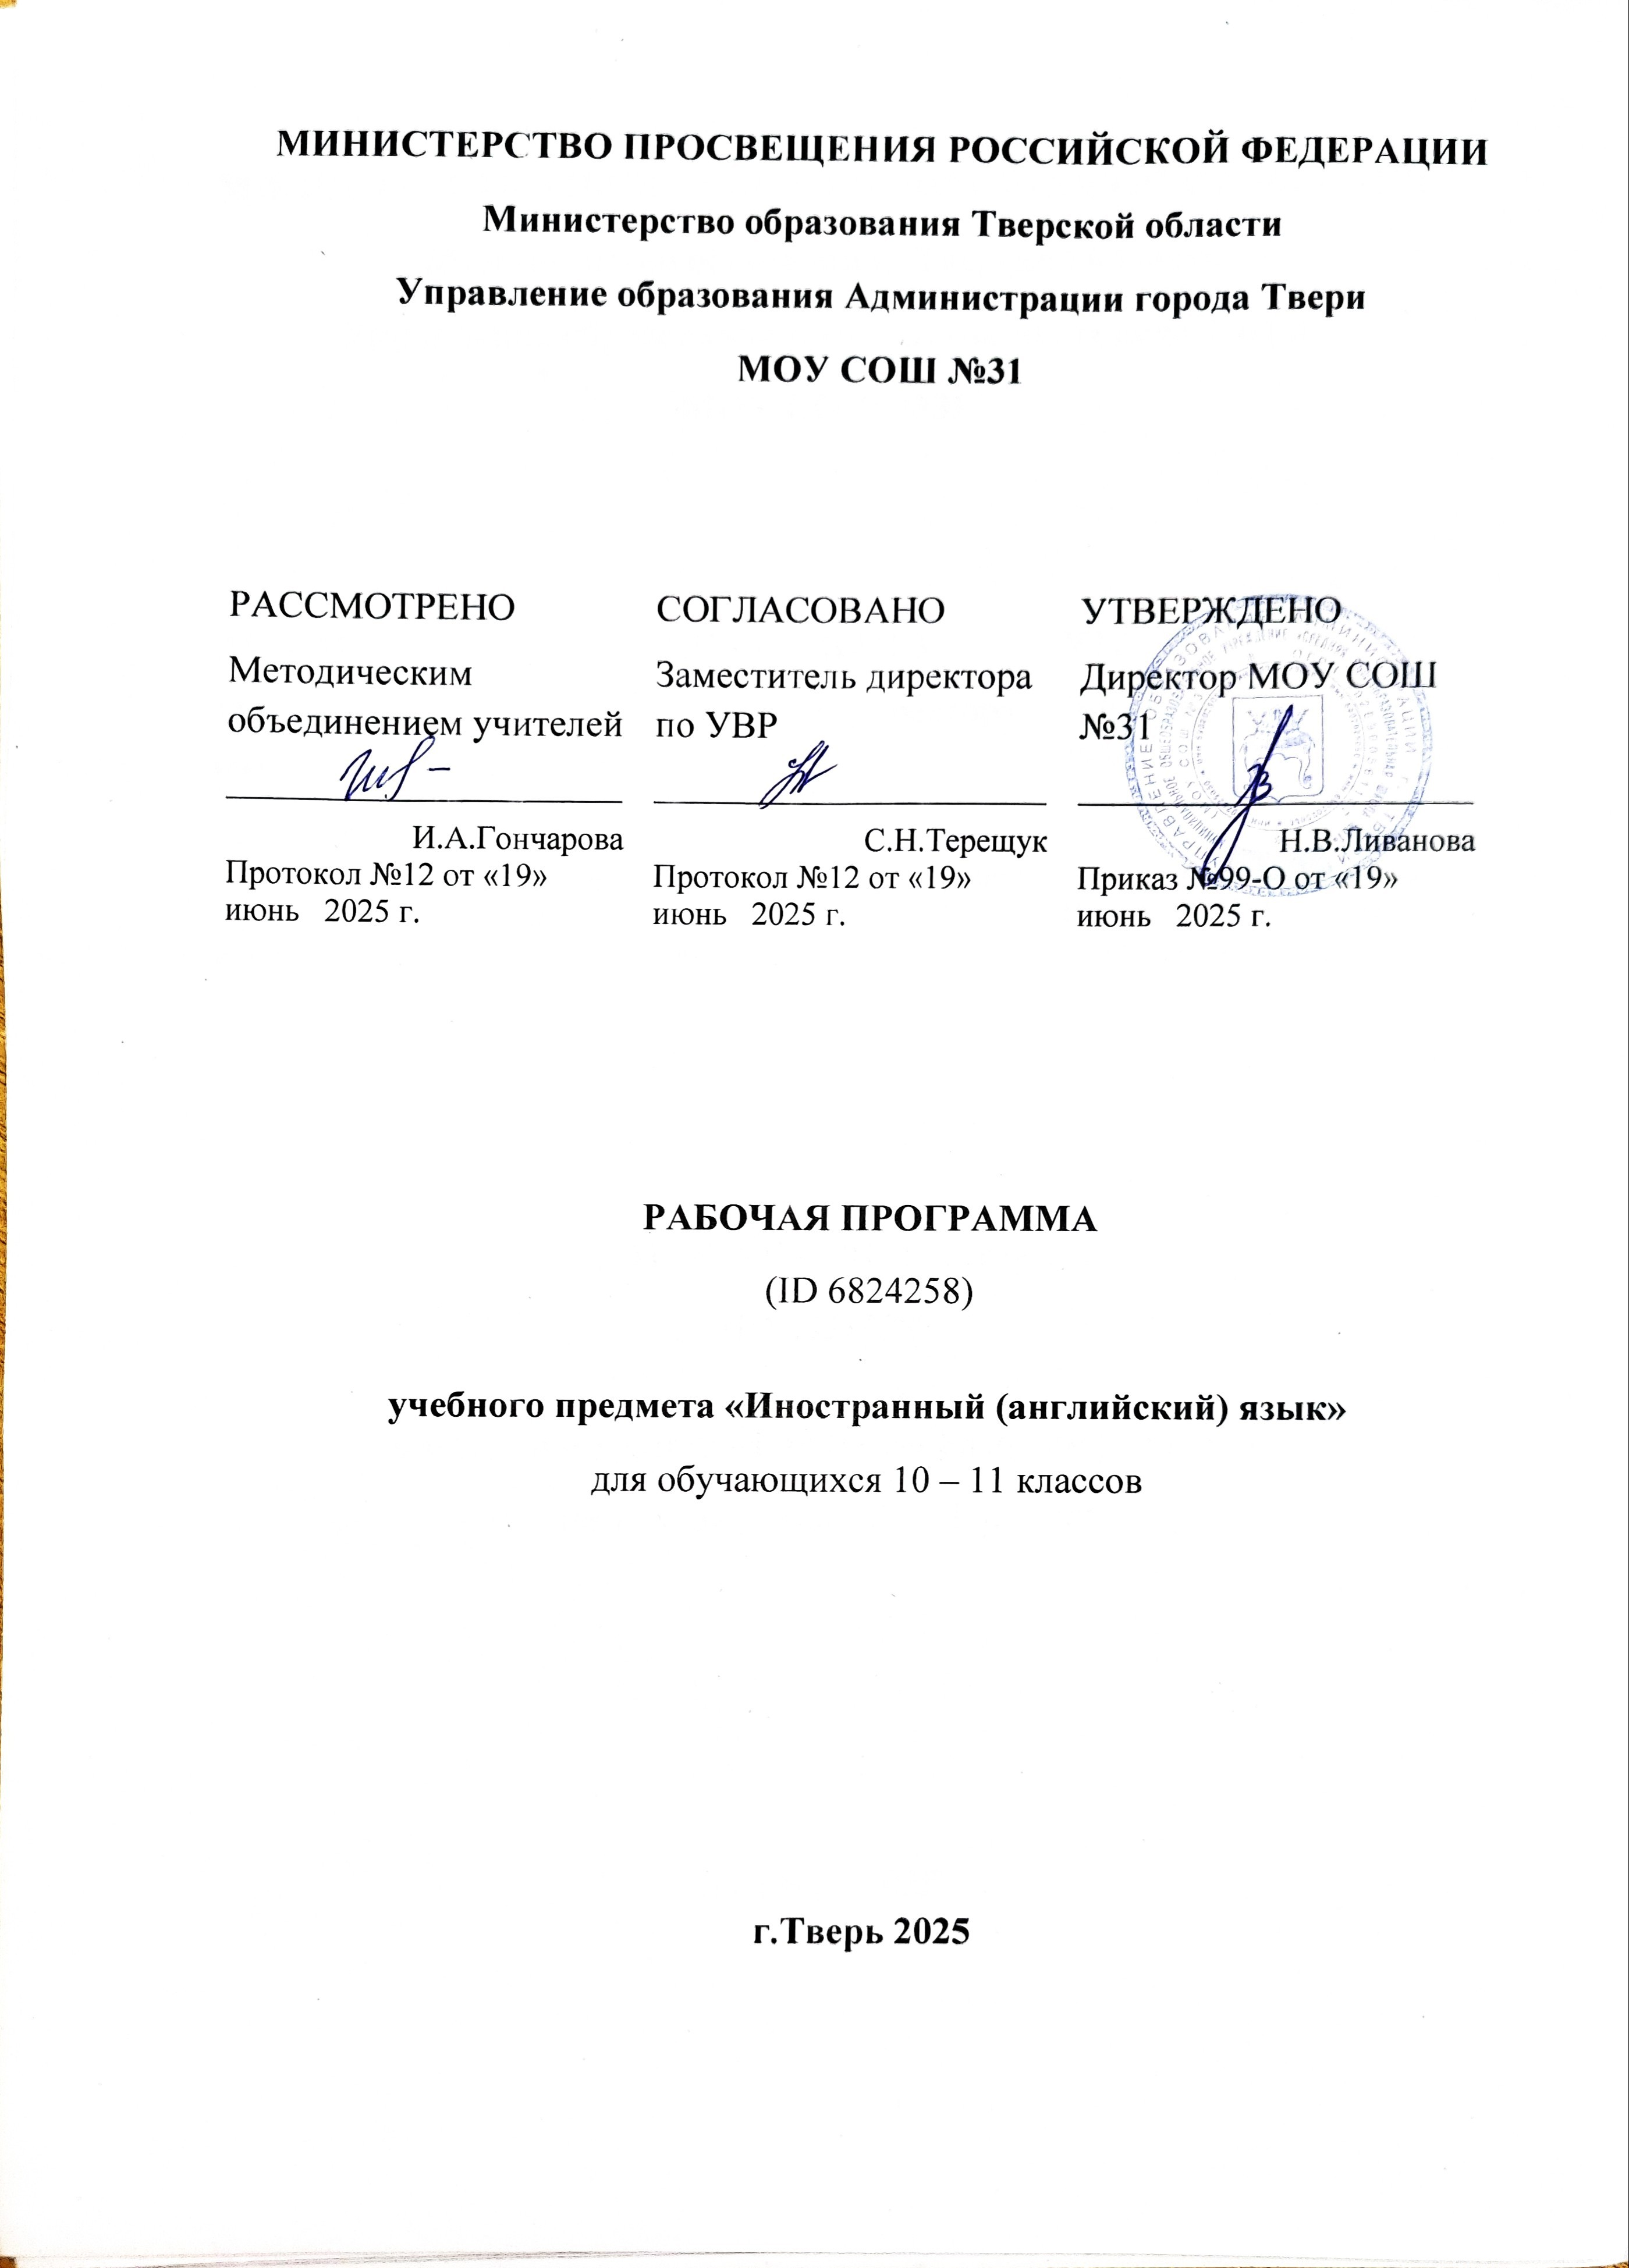 МИНИСТЕРСТВО ПРОСВЕЩЕНИЯ РОССИЙСКОЙ ФЕДЕРАЦИИ
Министерство образования Тверской области
Управление образования Администрации города Твери
МОУ СОШ №31
РАССМОТРЕНО
Методическим
объединением учителей
И.А.Гончарова
Протокол №12 от «19»
июнь 2025 г.
СОГЛАСОВАНО
Заместитель директора
по УВР
С.Н.Терещук
Протокол №12 от «19»
июнь 2025 г.
УТВЕРЖДЕНО
Директор МОУ СОШ
№31
Н.В.Ливанова
Приказ №99-О от «19»
июнь 2025 г.
РАБОЧАЯ ПРОГРАММА
(ID 6824258)
учебного предмета «Иностранный (английский) язык»
для обучающихся 10 – 11 классов
г.Тверь 2025